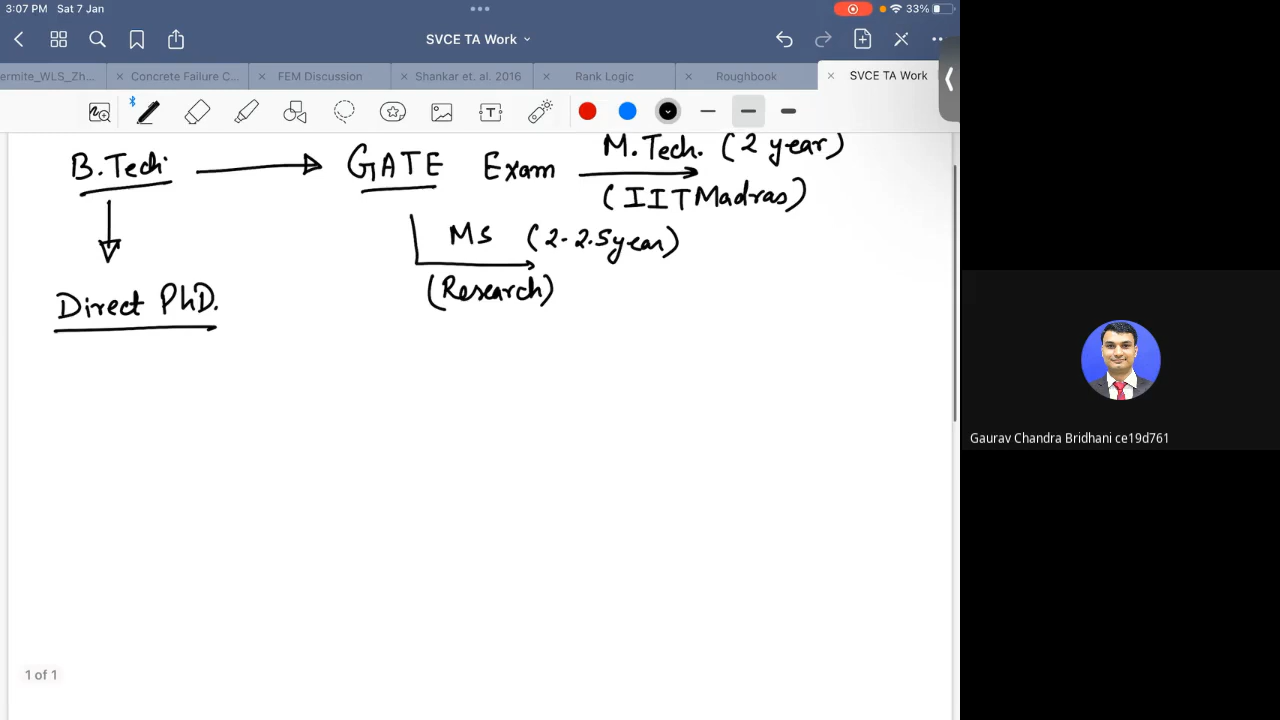 3:07 PM Sat 7 Jan
33%
SVCE TA Work
ermite_WLS_Zh...
Concrete Failure C...
FEM Discussion
Shankar et. al. 2016
Rank Logic
Roughbook
SVCE TA Work
B.Tech.
GATE Exam
M.Tech. (2 year)
(IIT Madras)
MS (2-2.5year)
(Research)
Direct PhD.
1 of 1
Gaurav Chandra Bridhani ce19d761